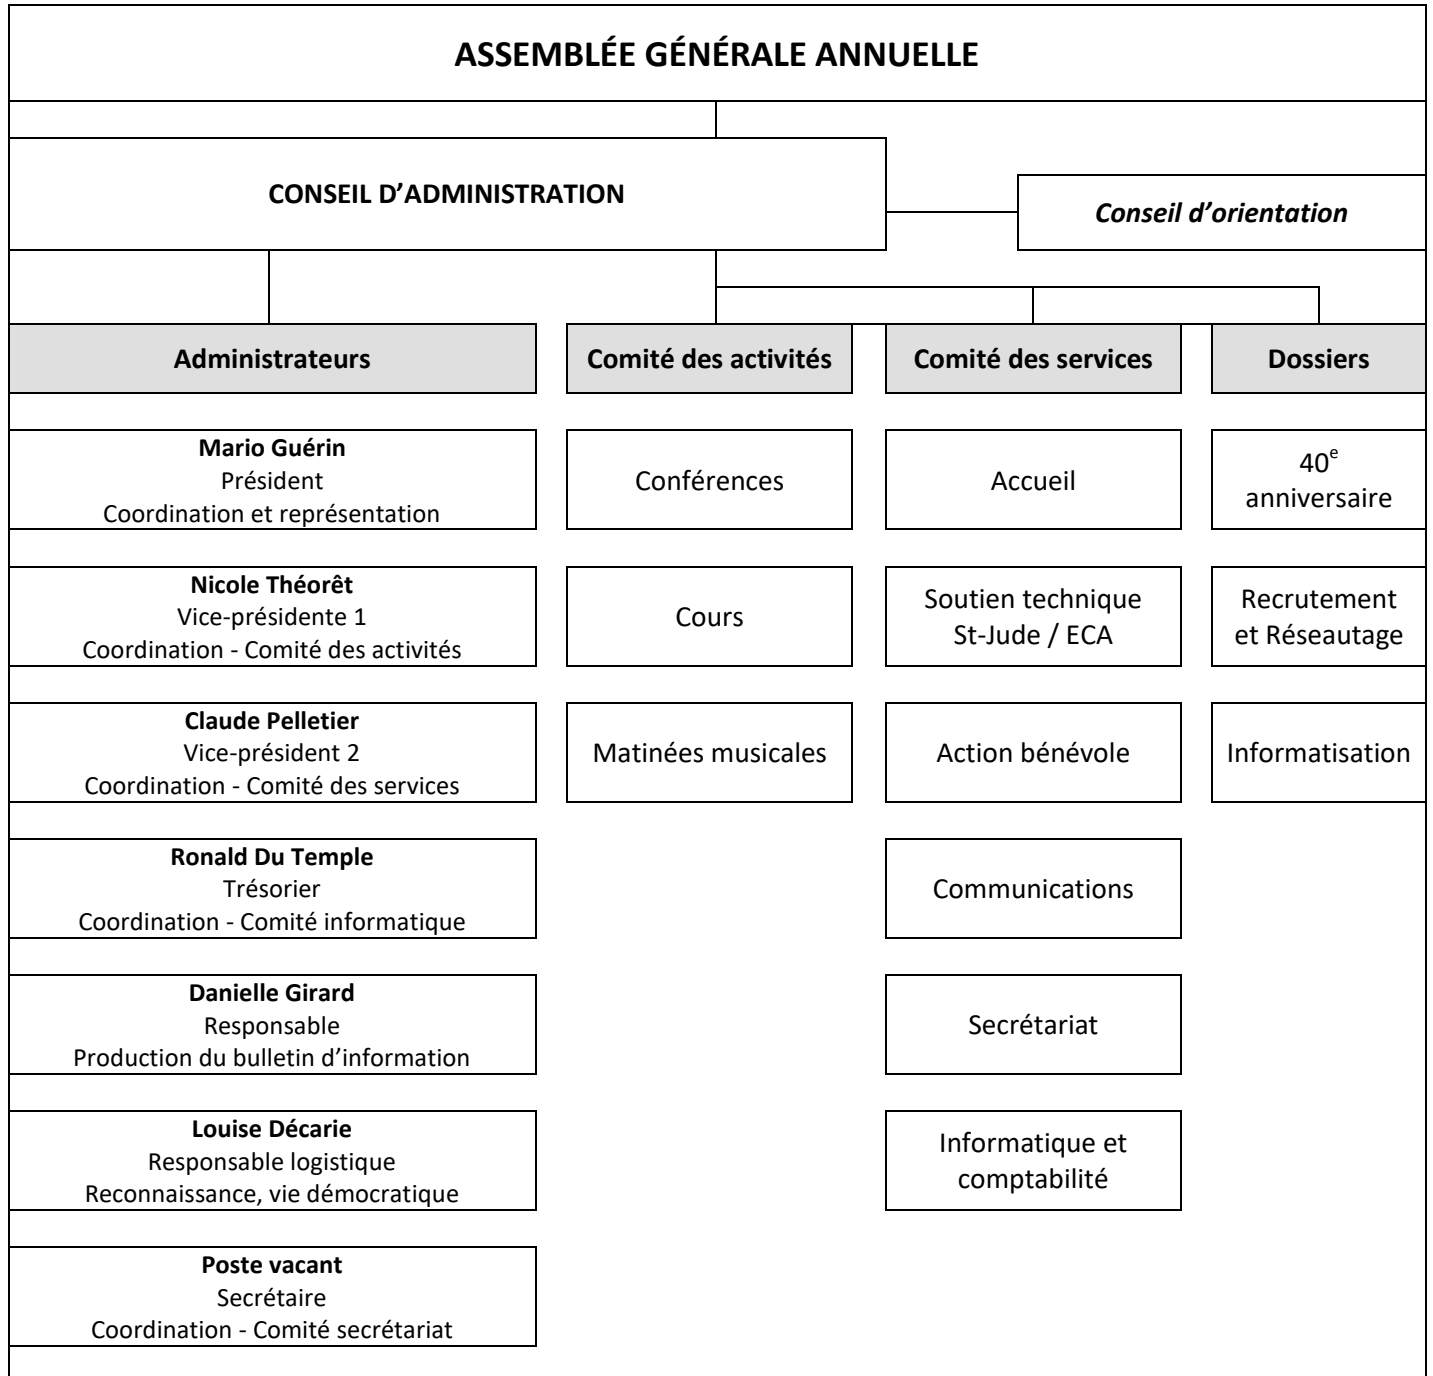 ASSEMBLÉE GÉNÉRALE ANNUELLE
CONSEIL D’ADMINISTRATION
Conseil d’orientation
Administrateurs
Comité des activités
Comité des services
Dossiers
Mario Guérin
Président
Coordination et représentation
Conférences
Accueil
40e
anniversaire
Nicole Théorêt
Vice-présidente 1
Coordination - Comité des activités
Cours
Soutien technique
St-Jude / ECA
Recrutement
et Réseautage
Claude Pelletier
Vice-président 2
Coordination - Comité des services
Matinées musicales
Action bénévole
Informatisation
Ronald Du Temple
Trésorier
Coordination - Comité informatique
Communications
Danielle Girard
Responsable
Production du bulletin d’information
Secrétariat
Louise Décarie
Responsable logistique
Reconnaissance, vie démocratique
Informatique et
comptabilité
Poste vacant
Secrétaire
Coordination - Comité secrétariat